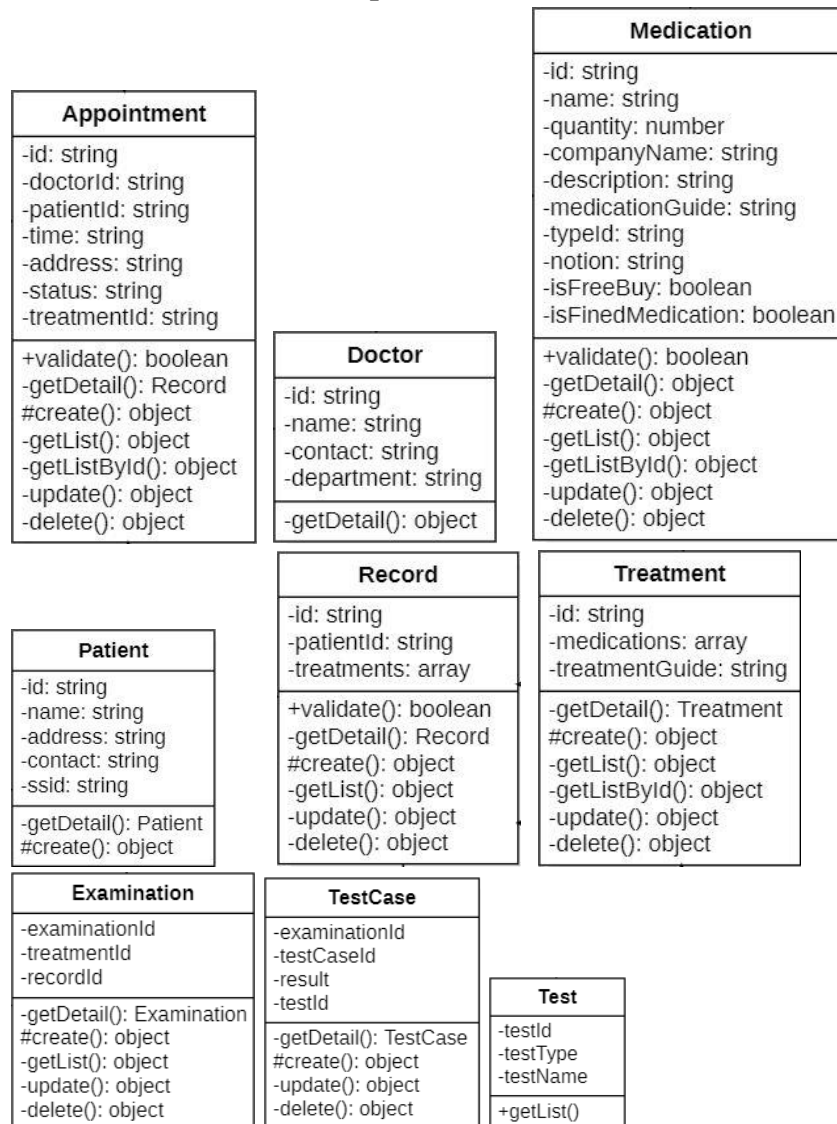 Appointment
-id: string
-doctorId: string
-patientId: string
-time: string
-address: string
-status: string
-treatmentId: string
+validate(): boolean
-getDetail(): Record
#create(): object
-getList(): object
-getListById(): object
-update(): object
-delete(): object
Doctor
-id: string
-name: string
-contact: string
-department: string
-getDetail(): object
Medication
-id: string
-name: string
-quantity: number
-companyName: string
-description: string
-medicationGuide: string
-typeId: string
-notion: string
-isFreeBuy: boolean
-isFinedMedication: boolean
+validate(): boolean
-getDetail(): object
#create(): object
-getList(): object
-getListById(): object
-update(): object
-delete(): object
Patient
-id: string
-name: string
-address: string
-contact: string
-ssid: string
-getDetail(): Patient
#create(): object
Record
-id: string
-patientId: string
-treatments: array
+validate(): boolean
-getDetail(): Record
#create(): object
-getList(): object
-update(): object
-delete(): object
Treatment
-id: string
-medications: array
-treatmentGuide: string
-getDetail(): Treatment
#create(): object
-getList(): object
-getListById(): object
-update(): object
-delete(): object
Examination
-examinationId
-treatmentId
-recordId
-getDetail(): Examination
#create(): object
-getList(): object
-update(): object
-delete(): object
TestCase
-examinationId
-testCaseId
-result
-testId
-getDetail(): TestCase
#create(): object
-update(): object
-delete(): object
Test
-testId
-testType
-testName
+getList()